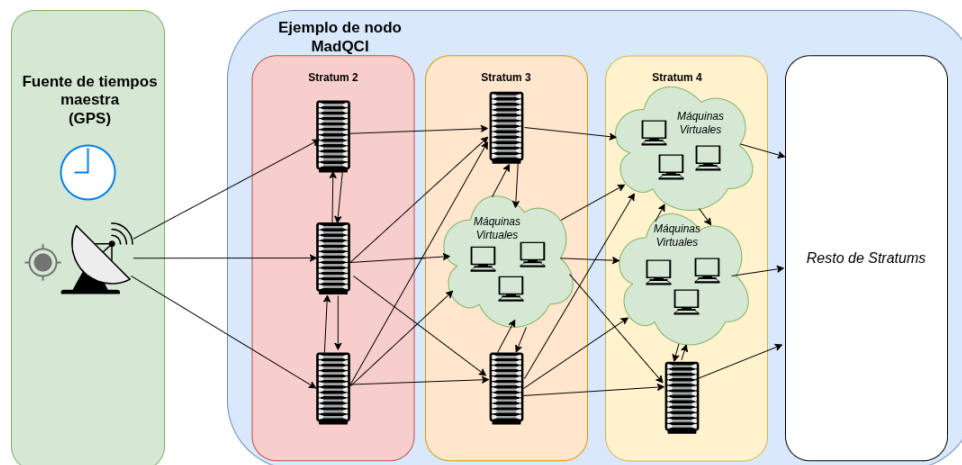 Fuente de tiempos
maestra
(GPS)
Ejemplo de nodo
MadQCI
Stratum 2
Stratum 3
Máquinas
Virtuales
Stratum 4
Máquinas
Virtuales
Máquinas
Virtuales
Resto de Stratums